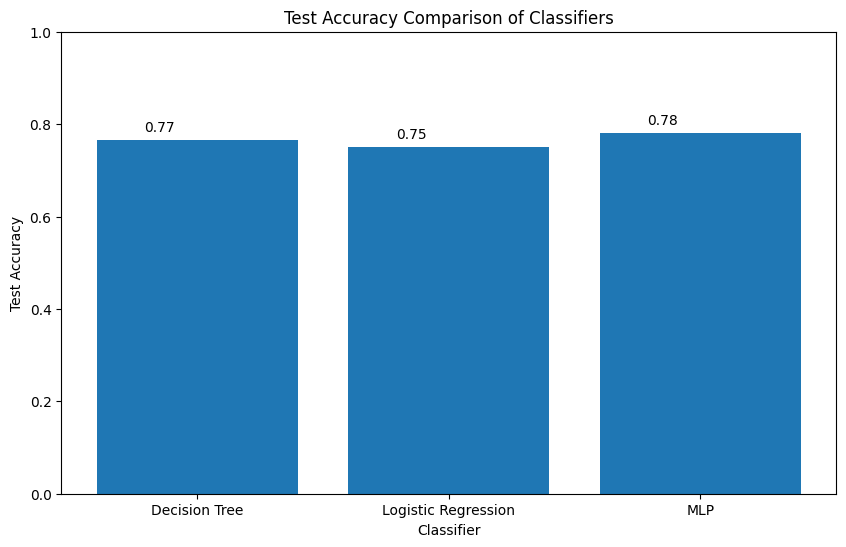 Test Accuracy Comparison of Classifiers
1.0
0.8
0.6
0.4
0.2
0.0
Test Accuracy
0.77
0.75
0.78
Decision Tree
Logistic Regression
MLP
Classifier